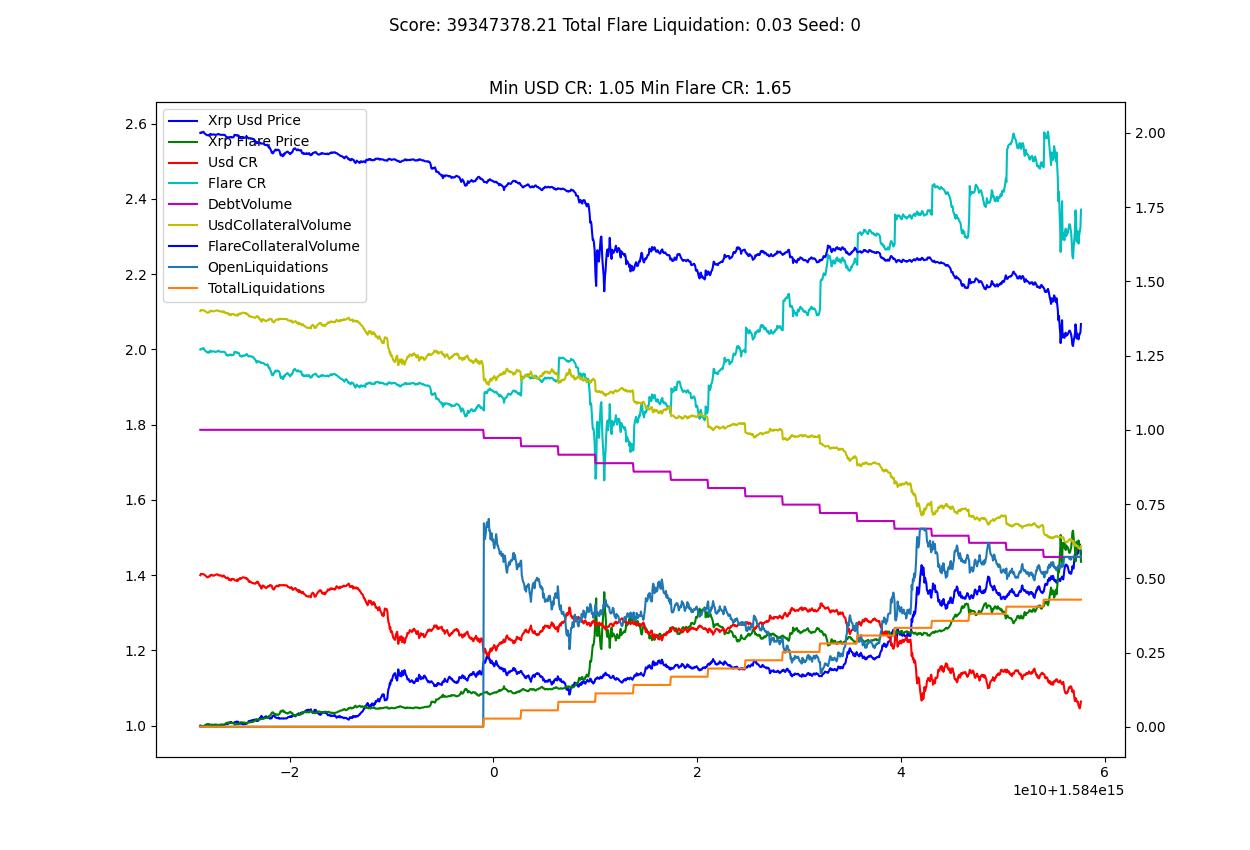 Score: 39347378.21 Total Flare Liquidation: 0.03 Seed: 0
Min USD CR: 1.05 Min Flare CR: 1.65
Xrp Usd Price
Xrp Flare Price
Usd CR
Flare CR
DebtVolume
UsdCollateralVolume
FlareCollateralVolume
OpenLiquidations
TotalLiquidations
2.6
2.4
2.2
2.0
1.8
1.6
1.4
1.2
1.0
2.00
1.75
1.50
1.25
1.00
0.75
0.50
0.25
0.00
−2 0 2 4 6
1e10+1.584e15